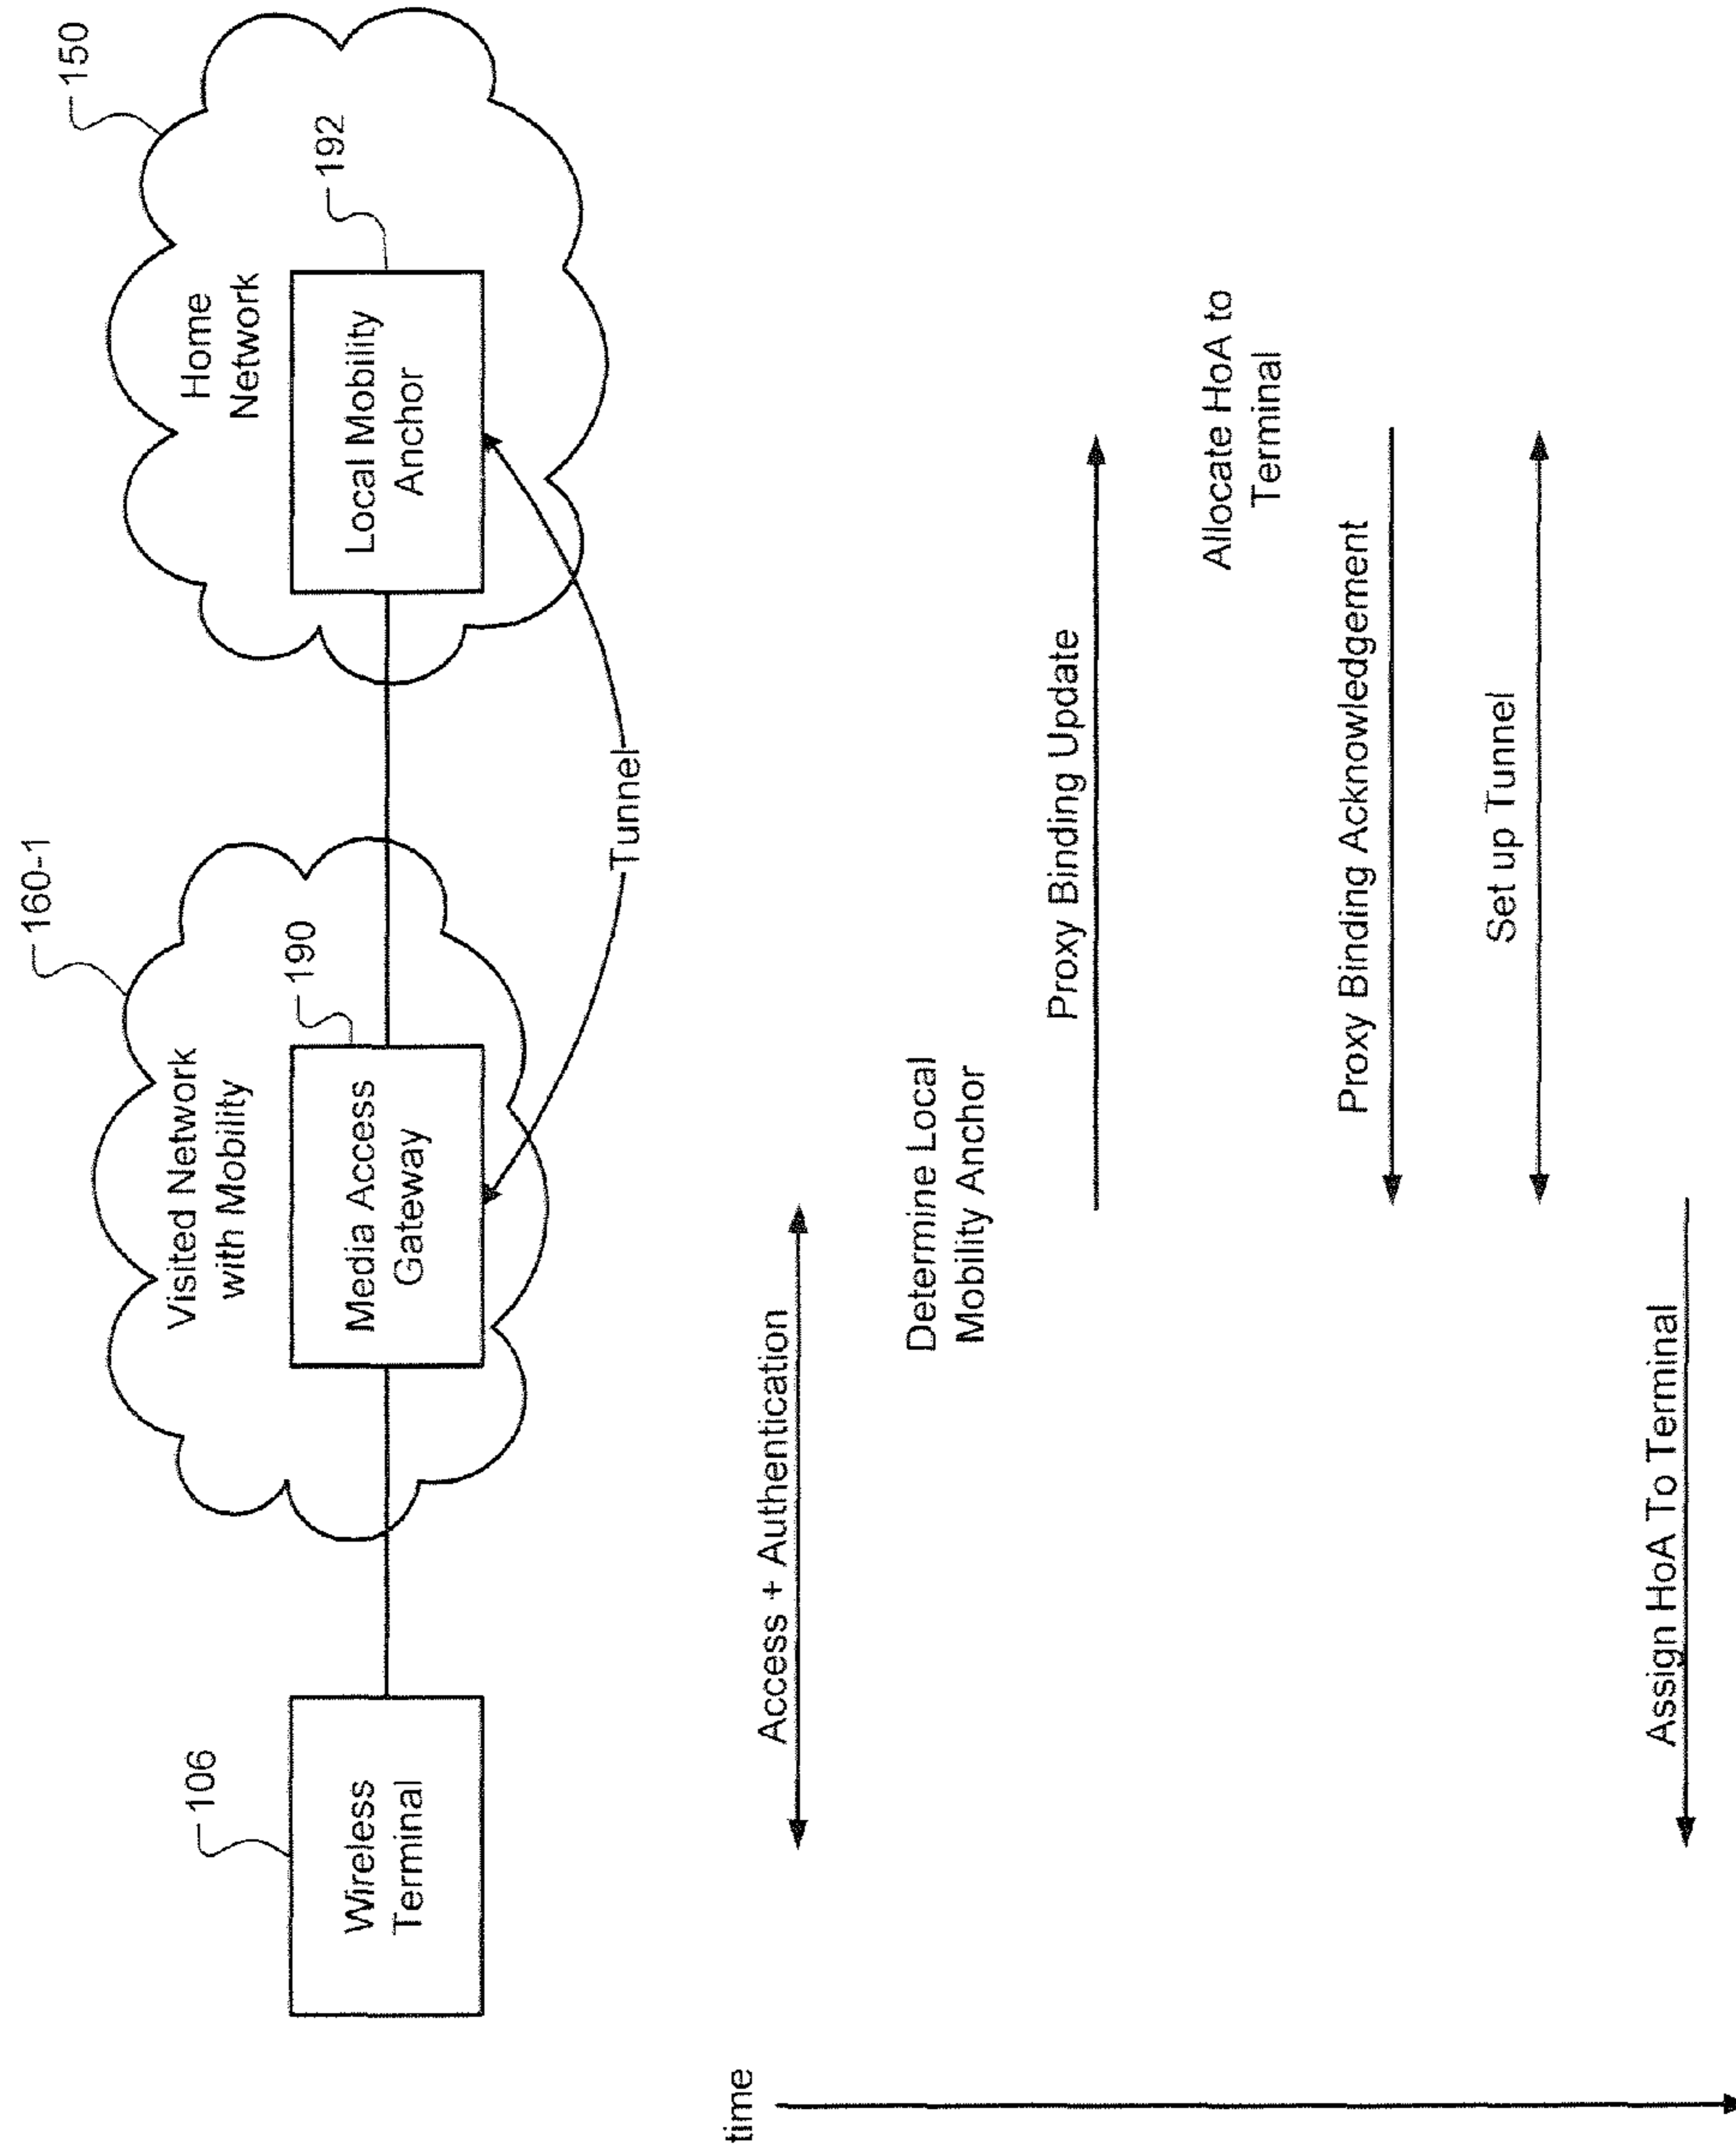 160-1
150
Visited Network
with Mobility
Home
Network
106
190
192
Wireless
Terminal
Media Access
Gateway
Local Mobility
Anchor
Tunnel
time
Access + Authentication
Determine Local
Mobility Anchor
Proxy Binding Update
Allocate HoA to
Terminal
Proxy Binding Acknowledgement
Set up Tunnel
Assign HoA To Terminal